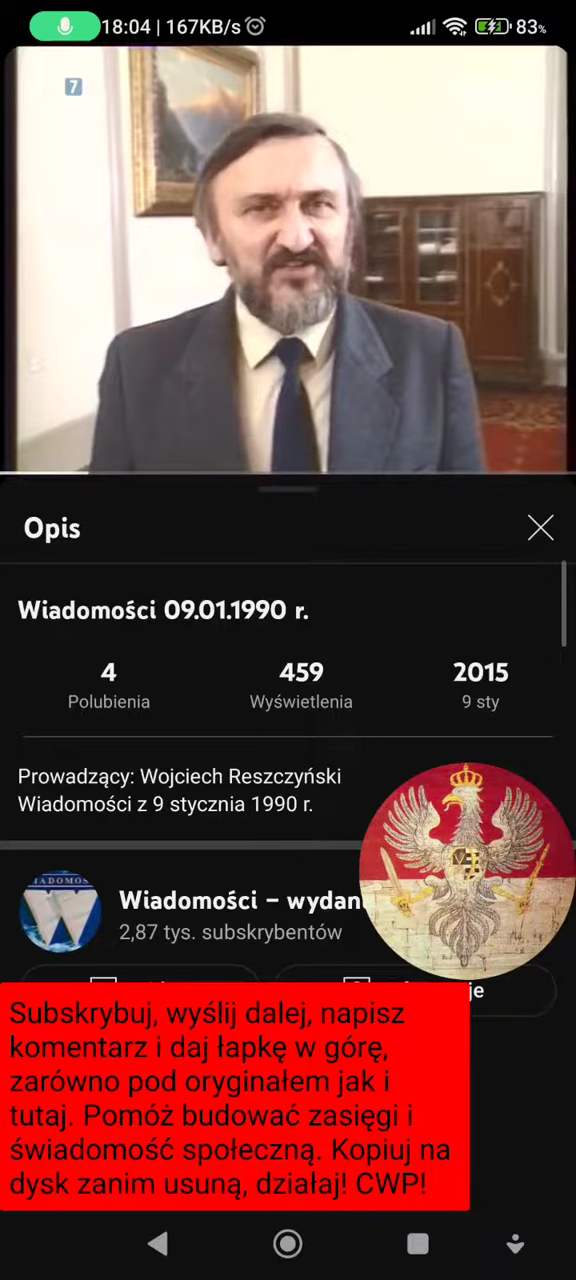 18:04 | 167KB/s
83%
7
Opis
Wiadomości 09.01.1990 r.
4
459
2015
Polubienia
Wyświetlenia
9 sty
Prowadzący: Wojciech Reszczyński
Wiadomości z 9 stycznia 1990 r.
Wiadomości – wydan
2,87 tys. subskrybentów
je
Subskrybuj, wyślij dalej, napisz
komentarz i daj łapkę w górę,
zarówno pod oryginałem jak i
tutaj. Pomóż budować zasięgi i
świadomość społeczną. Kopiuj na
dysk zanim usuną, działaj! CWP!